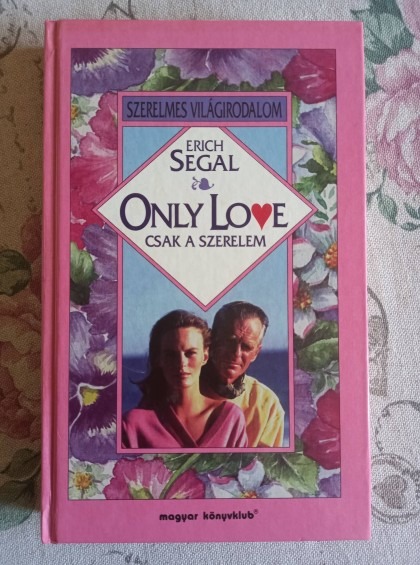 SZERELMES VILÁGIRODALOM
ERICH
SEGAL
ONLY LOVE
CSAK A SZERELEM
magyar könyvklub®